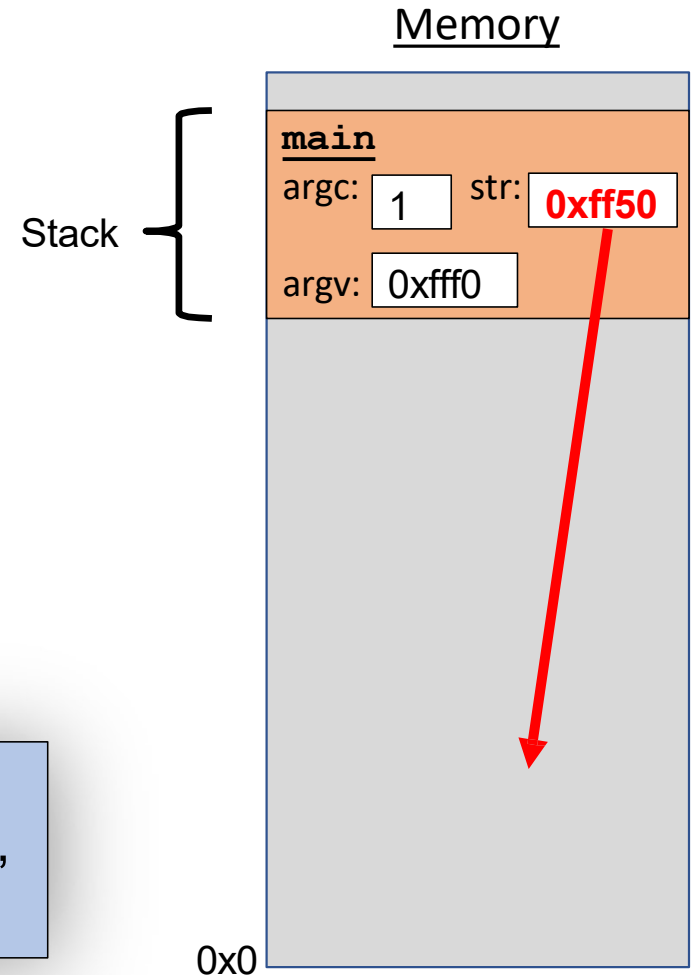 Memory
main
argc: 1 str: 0xff50
Stack
argv: 0xfff0
,
0x0